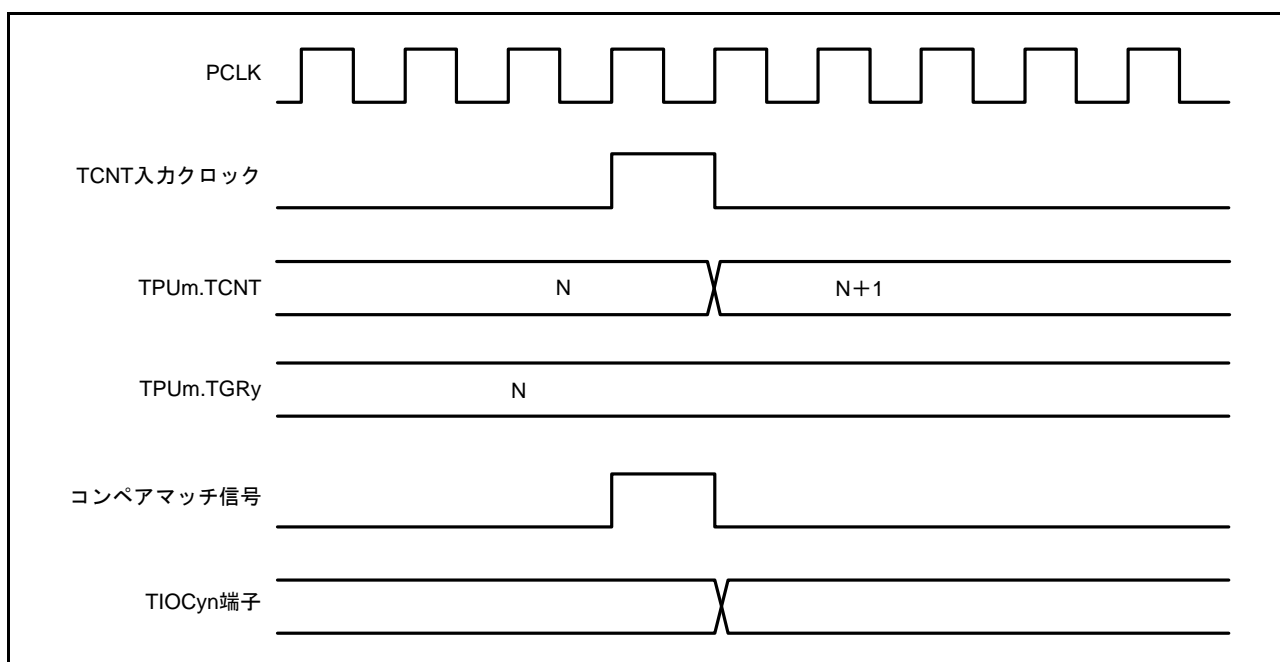 PCLK
TCNT入力クロック
TPUm.TCNT
N
N+1
TPUm.TGRy
N
コンペアマッチ信号
TIOCyn端子